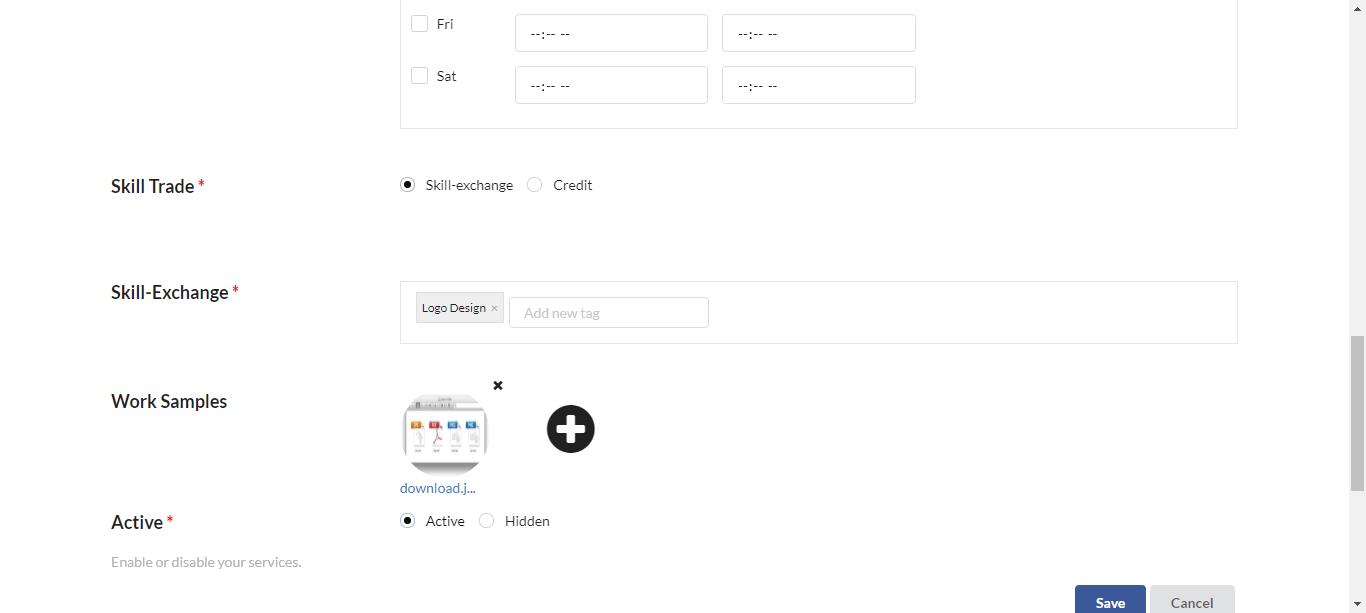 Fri --:-- -- --:-- --
Sat --:-- -- --:-- --
Skill Trade * Skill-exchange Credit
Skill-Exchange * Logo Design × Add new tag
Work Samples
download.j...
Active * Active Hidden
Enable or disable your services.
Save Cancel